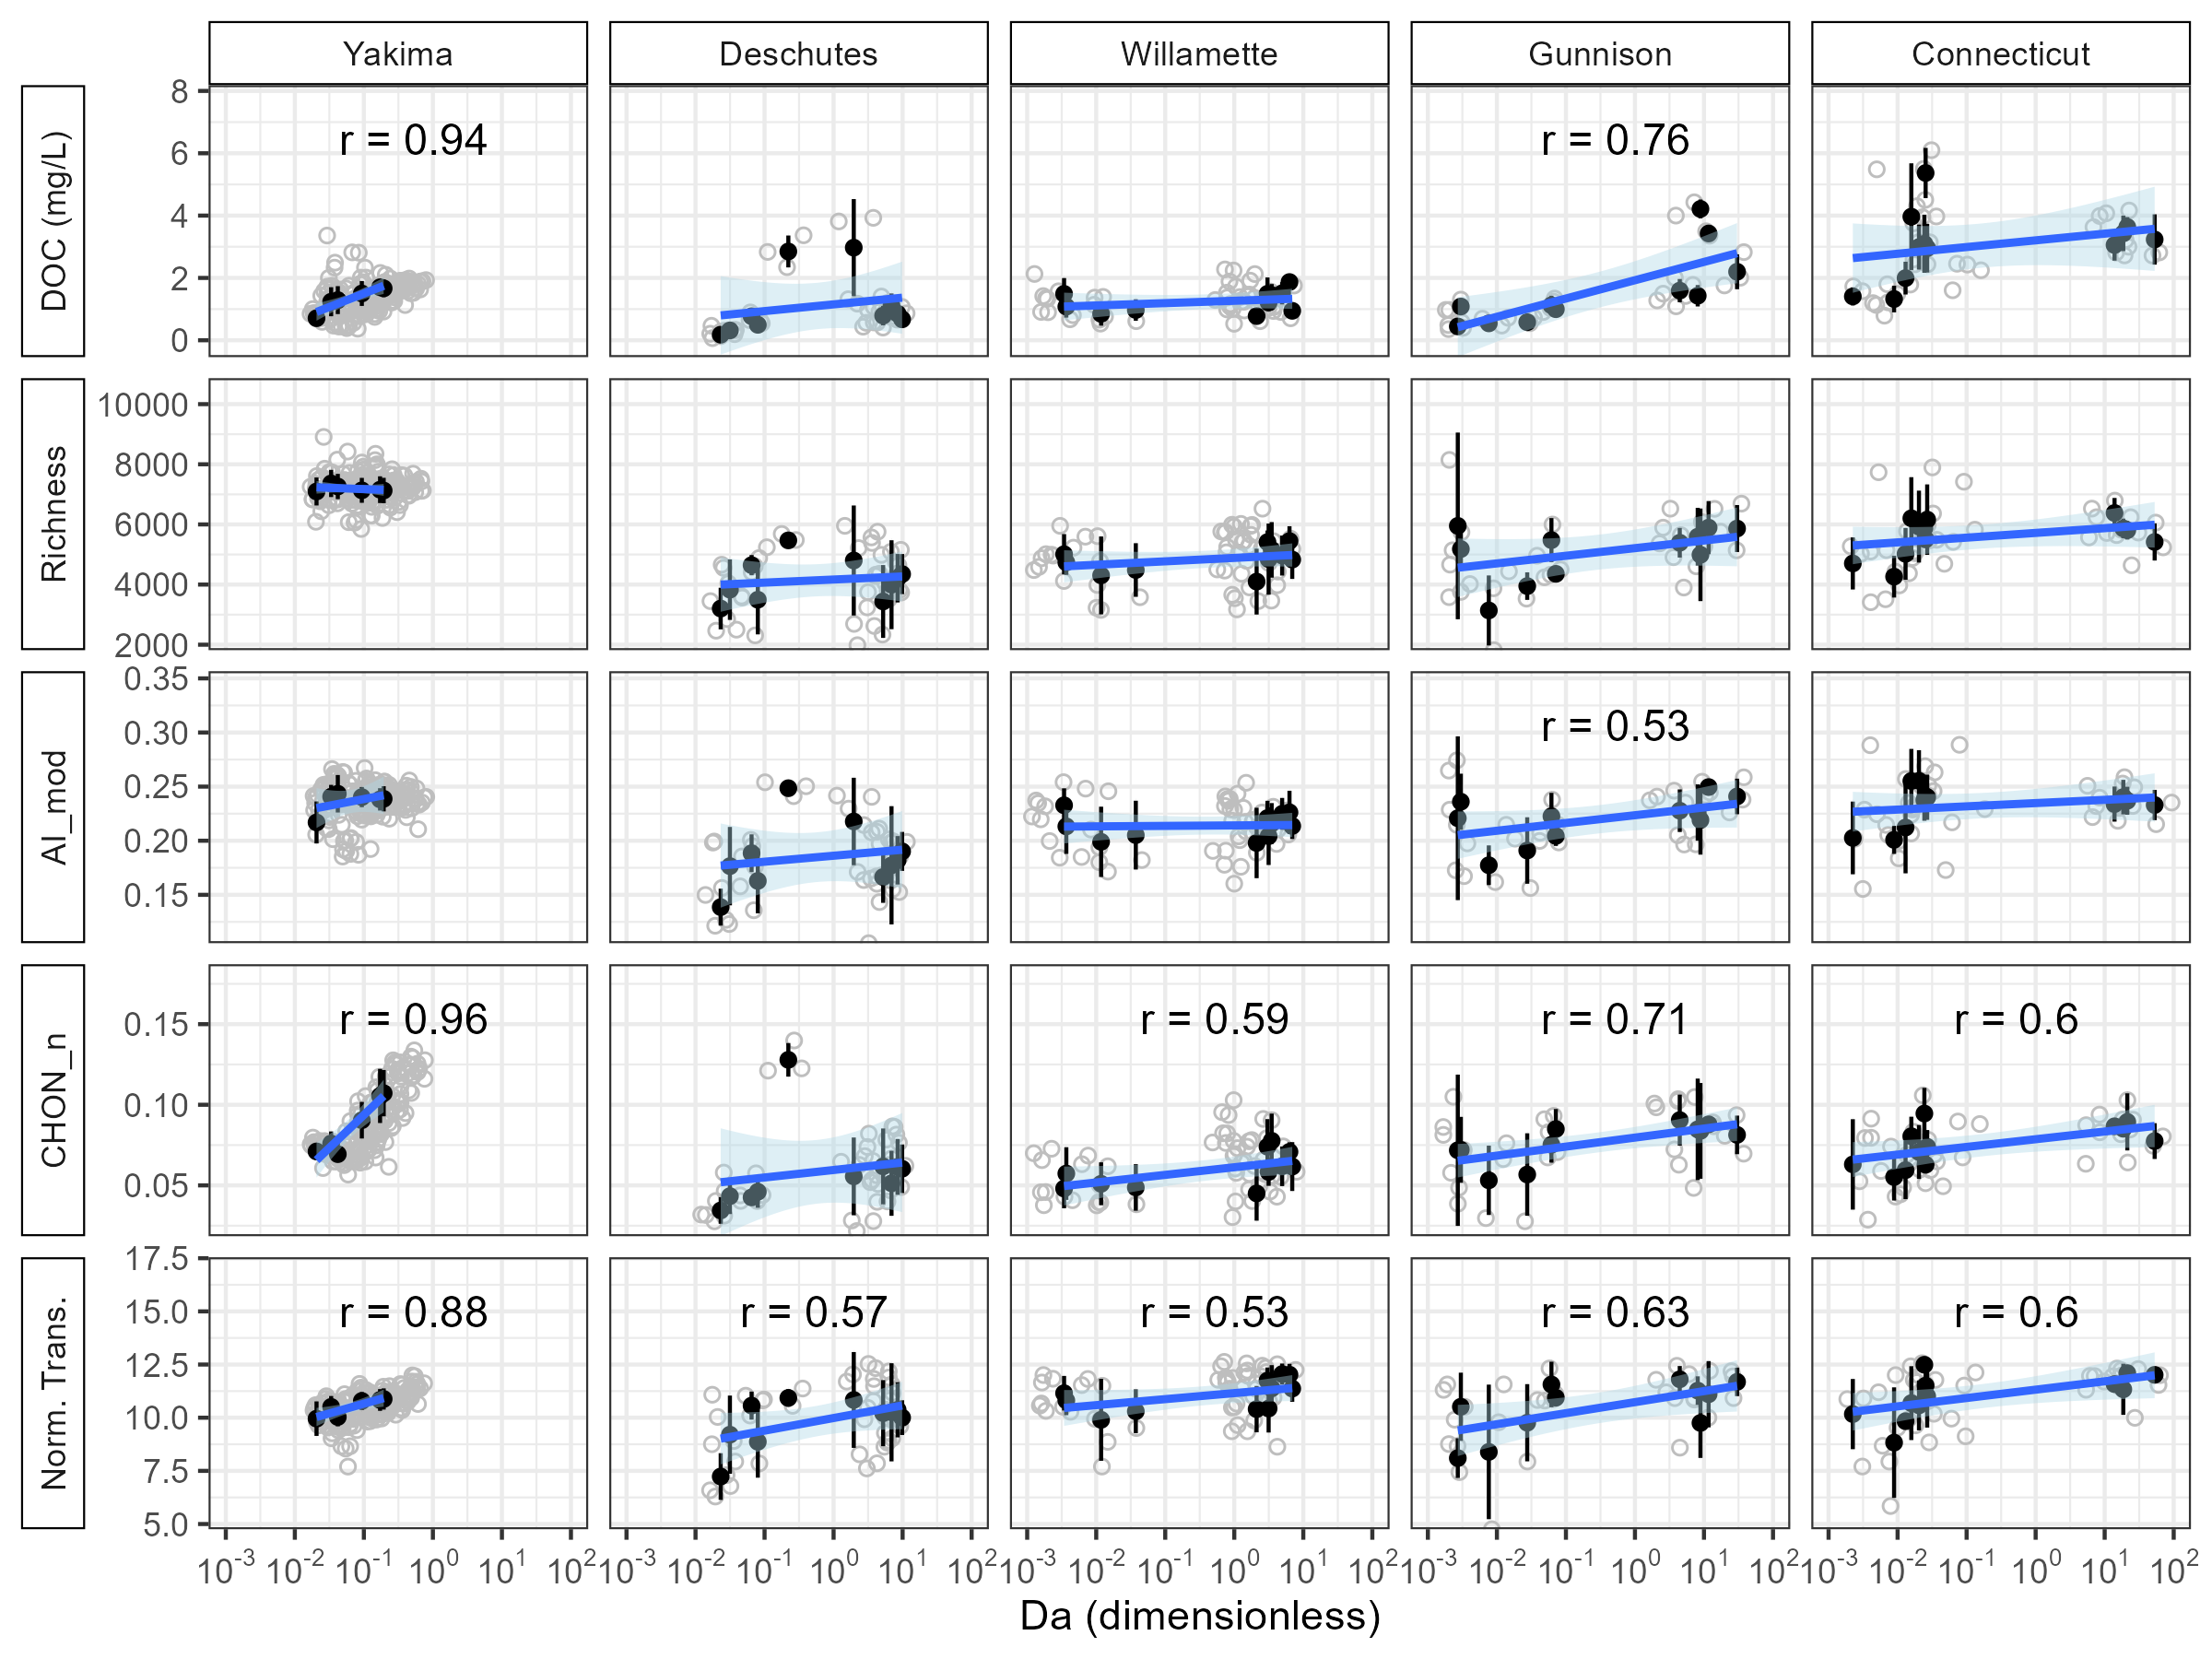 Yakima Deschutes Willamette Gunnison Connecticut
DOC (mg/L)
8
6
4
2
0
r = 0.94
r = 0.76
Richness
10000
8000
6000
4000
2000
AI_mod
0.35
0.30
0.25
0.20
0.15
r = 0.53
CHON_n
0.15
0.10
0.05
r = 0.96
r = 0.59
r = 0.71
r = 0.6
Norm. Trans.
17.5
15.0
12.5
10.0
7.5
5.0
r = 0.88
r = 0.57
r = 0.53
r = 0.63
r = 0.6
10⁻³ 10⁻² 10⁻¹ 10⁰ 10¹ 10² 10⁻³ 10⁻² 10⁻¹ 10⁰ 10¹ 10² 10⁻³ 10⁻² 10⁻¹ 10⁰ 10¹ 10² 10⁻³ 10⁻² 10⁻¹ 10⁰ 10¹ 10² 10⁻³ 10⁻² 10⁻¹ 10⁰ 10¹ 10²
Da (dimensionless)